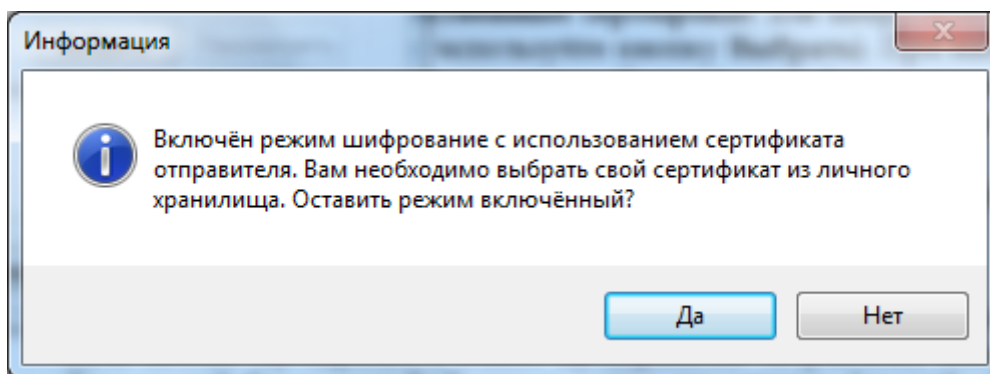 Информация
Включён режим шифрование с использованием сертификата
отправителя. Вам необходимо выбрать свой сертификат из личного
хранилища. Оставить режим включённый?
Да
Нет